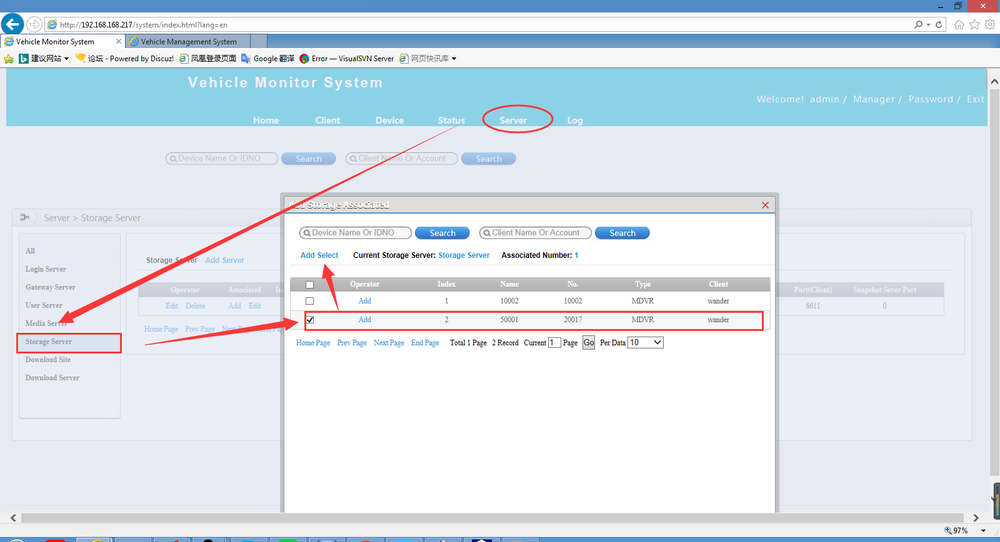 http://192.168.168.217/system/index.html?lang=en
Vehicle Monitor System
Vehicle Management System
建议网站
论坛 - Powered by Discuz!
凤凰登录页面
Google 翻译
Error — VisualSVN Server
网页快讯库
Vehicle Monitor System
Welcome! admin / Manager / Password / Exit
Home Client Device Status Server Log
Device Name Or IDNO Search Client Name Or Account Search
Server > Storage Server
All
Login Server
Gateway Server
User Server
Media Server
Storage Server
Download Site
Download Server
Storage Server Add Server
Operator Associated
Edit Delete Add Edit
Home Page Prev Page Next
Port(Client) Snapshot Sever Port
6611 0
Add Storage Associated
Device Name Or IDNO Search Client Name Or Account Search
Add Select Current Storage Server: Storage Server Associated Number: 1
Operator Index Name No. Type Client
Add 1 10002 10002 MDVR wander
Add 2 50001 20017 MDVR wander
Home Page Prev Page Next Page End Page Total 1 Page 2 Record Current 1 Page Go Per Data 10
97%